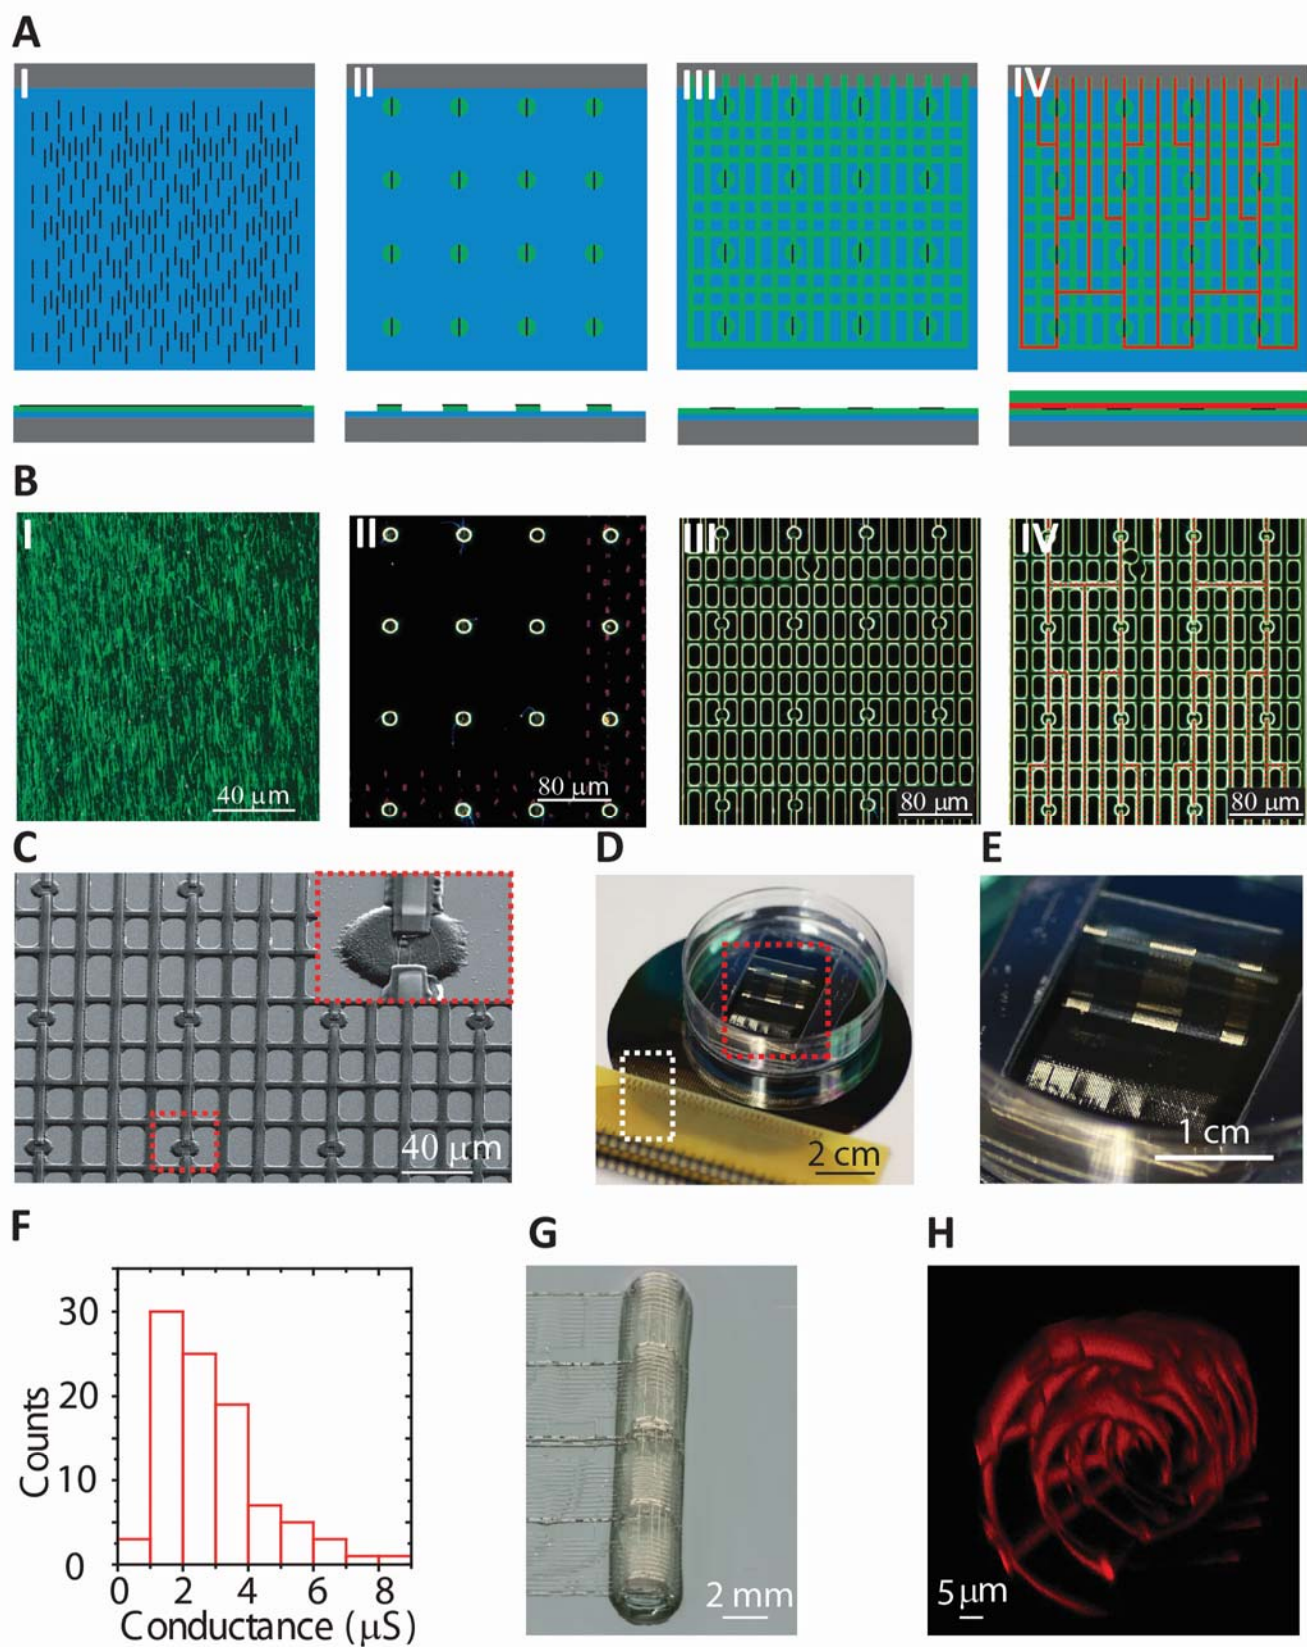 A
I II III IV
B
I II III IV
40 μm
80 μm
80 μm
80 μm
C D E
40 μm
2 cm
1 cm
F G H
30
20
10
0
Counts
0 2 4 6 8
Conductance (μS)
2 mm
5 μm